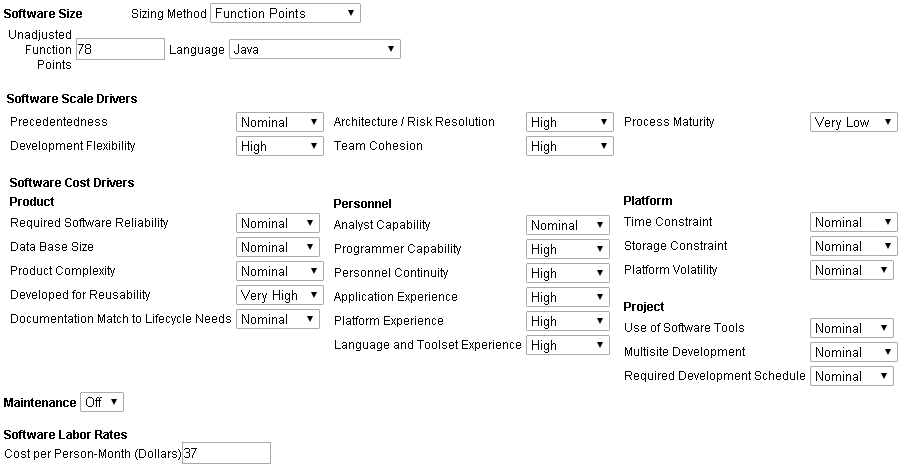 Software Size Sizing Method Function Points
Unadjusted Function Points 78 Language Java
Software Scale Drivers
Precedentedness Nominal Architecture / Risk Resolution High Process Maturity Very Low
Development Flexibility High Team Cohesion High
Software Cost Drivers
Product
Required Software Reliability Nominal
Data Base Size Nominal
Product Complexity Nominal
Developed for Reusability Very High
Documentation Match to Lifecycle Needs Nominal
Personnel
Analyst Capability Nominal
Programmer Capability High
Personnel Continuity High
Application Experience High
Platform Experience High
Language and Toolset Experience High
Platform
Time Constraint Nominal
Storage Constraint Nominal
Platform Volatility Nominal
Project
Use of Software Tools Nominal
Multisite Development Nominal
Required Development Schedule Nominal
Maintenance Off
Software Labor Rates
Cost per Person-Month (Dollars) 37